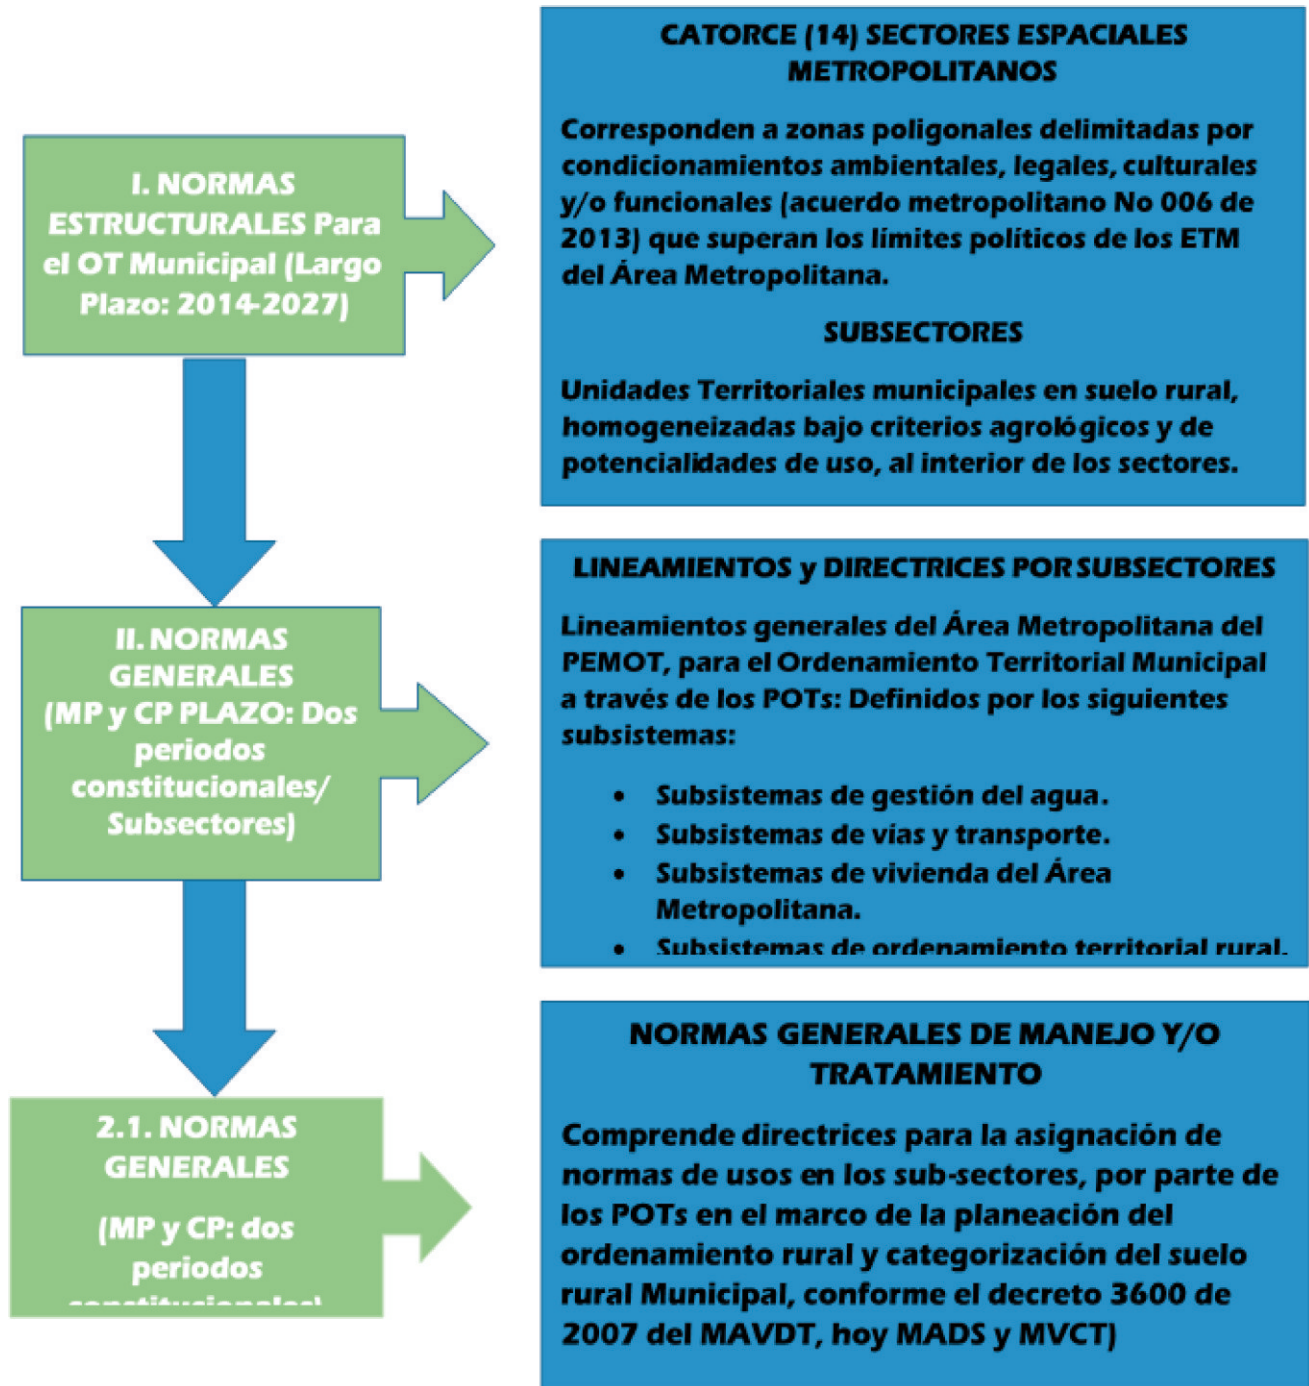 I. NORMAS
ESTRUCTURALES Para
el OT Municipal (Largo
Plazo: 2014-2027)
CATORCE (14) SECTORES ESPACIALES
METROPOLITANOS
Corresponden a zonas poligonales delimitadas por
condicionamientos ambientales, legales, culturales
y/o funcionales (acuerdo metropolitano No 006 de
2013) que superan los límites políticos de los ETM
del Área Metropolitana.
SUBSECTORES
Unidades Territoriales municipales en suelo rural,
homogeneizadas bajo criterios agrológicos y de
potencialidades de uso, al interior de los sectores.
II. NORMAS
GENERALES
(MP y CP PLAZO: Dos
periodos
constitucionales/
Subsectores)
LINEAMIENTOS y DIRECTRICES POR SUBSECTORES
Lineamientos generales del Área Metropolitana del
PEMOT, para el Ordenamiento Territorial Municipal
a través de los POTs: Definidos por los siguientes
subsistemas:
• Subsistemas de gestión del agua.
• Subsistemas de vías y transporte.
• Subsistemas de vivienda del Área
Metropolitana.
• Subsistemas de ordenamiento territorial rural.
2.1. NORMAS
GENERALES
(MP y CP: dos
periodos
constitucionales)
NORMAS GENERALES DE MANEJO Y/O
TRATAMIENTO
Comprende directrices para la asignación de
normas de usos en los sub-sectores, por parte de
los POTs en el marco de la planeación del
ordenamiento rural y categorización del suelo
rural Municipal, conforme el decreto 3600 de
2007 del MAVDT, hoy MADS y MVCT)